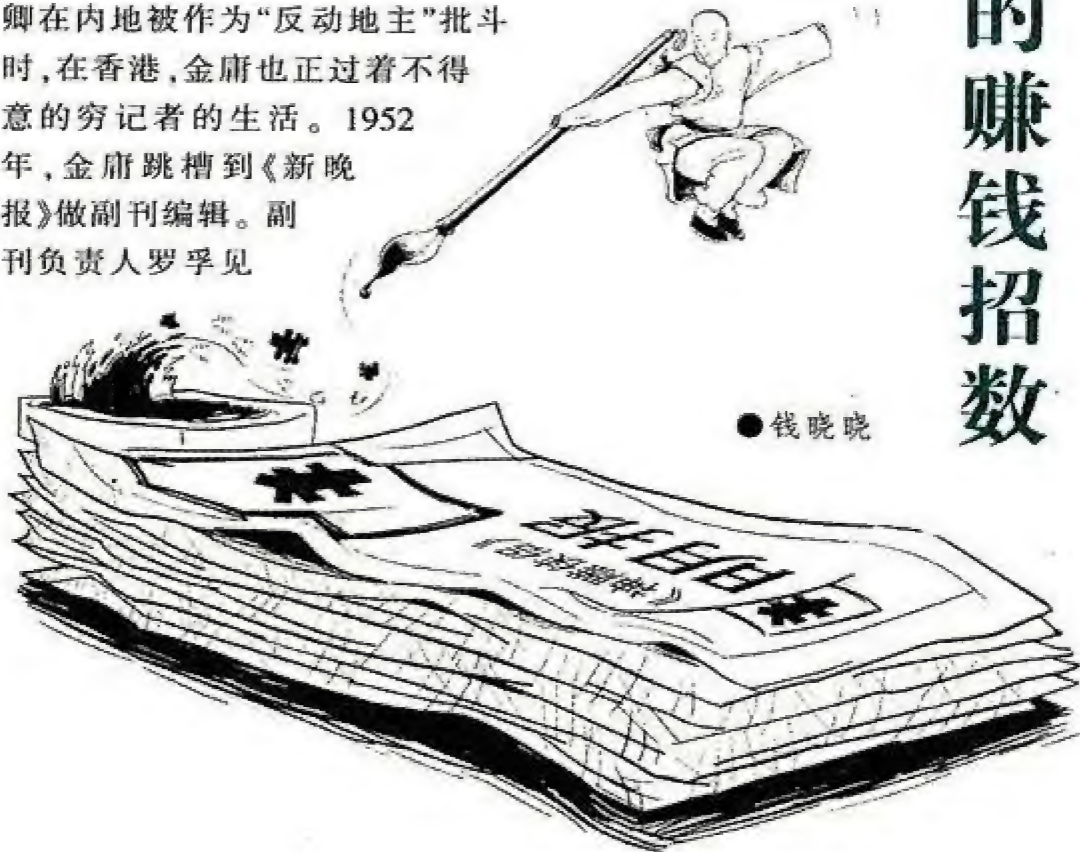 卿在内地被作为“反动地主”批斗
时,在香港,金庸也正过着不得
意的穷记者的生活。1952
年,金庸跳槽到《新晚
报》做副刊编辑。副
刊负责人罗孚见
的赚钱招数
●钱晓晓